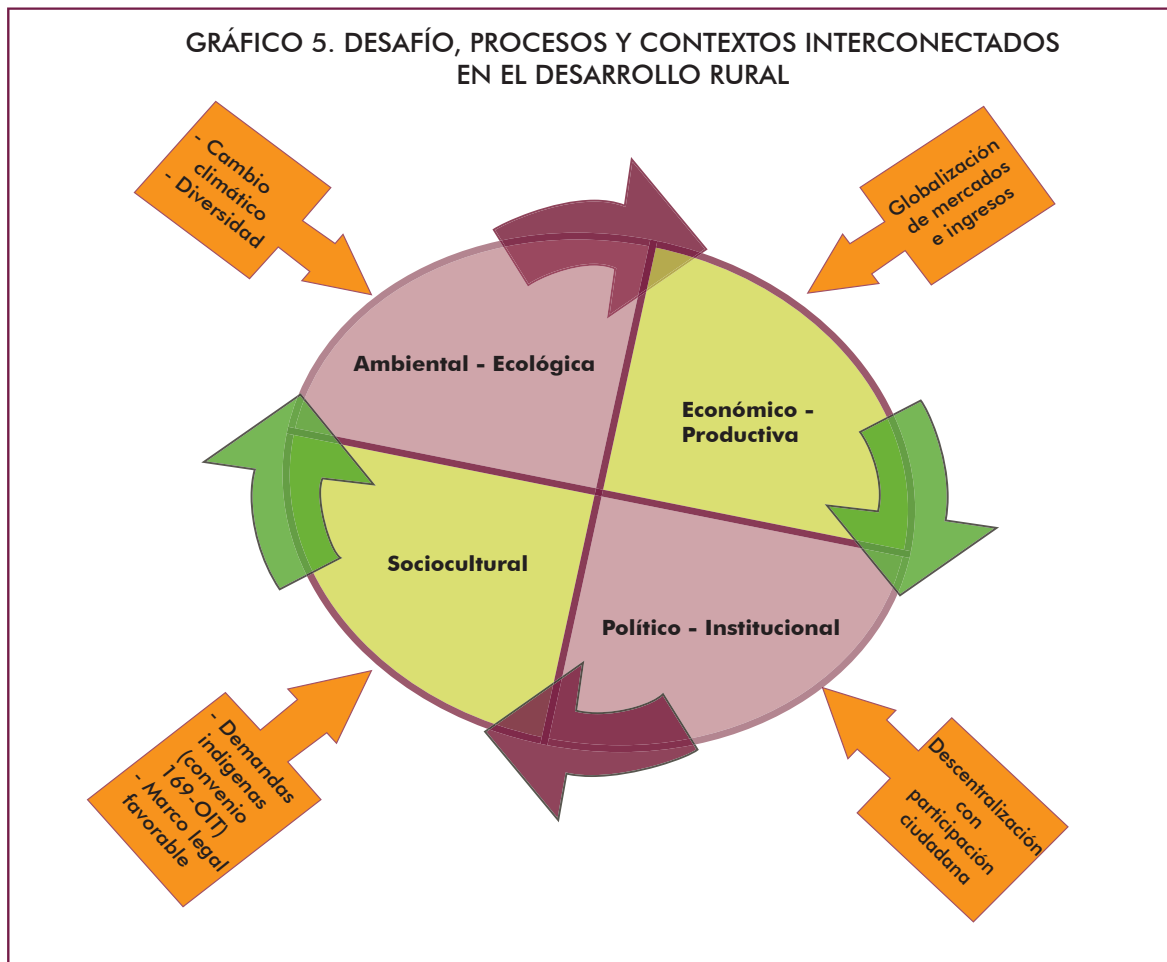 GRÁFICO 5. DESAFÍO, PROCESOS Y CONTEXTOS INTERCONECTADOS
EN EL DESARROLLO RURAL
- Cambio
climático
- Diversidad
Globalización
de mercados
e ingresos
Ambiental - Ecológica
Económico -
Productiva
Sociocultural
Político - Institucional
- Demandas
indigenas
(convenio
169-OIT)
- Marco legal
favorable
Descentralización
con
participación
ciudadana